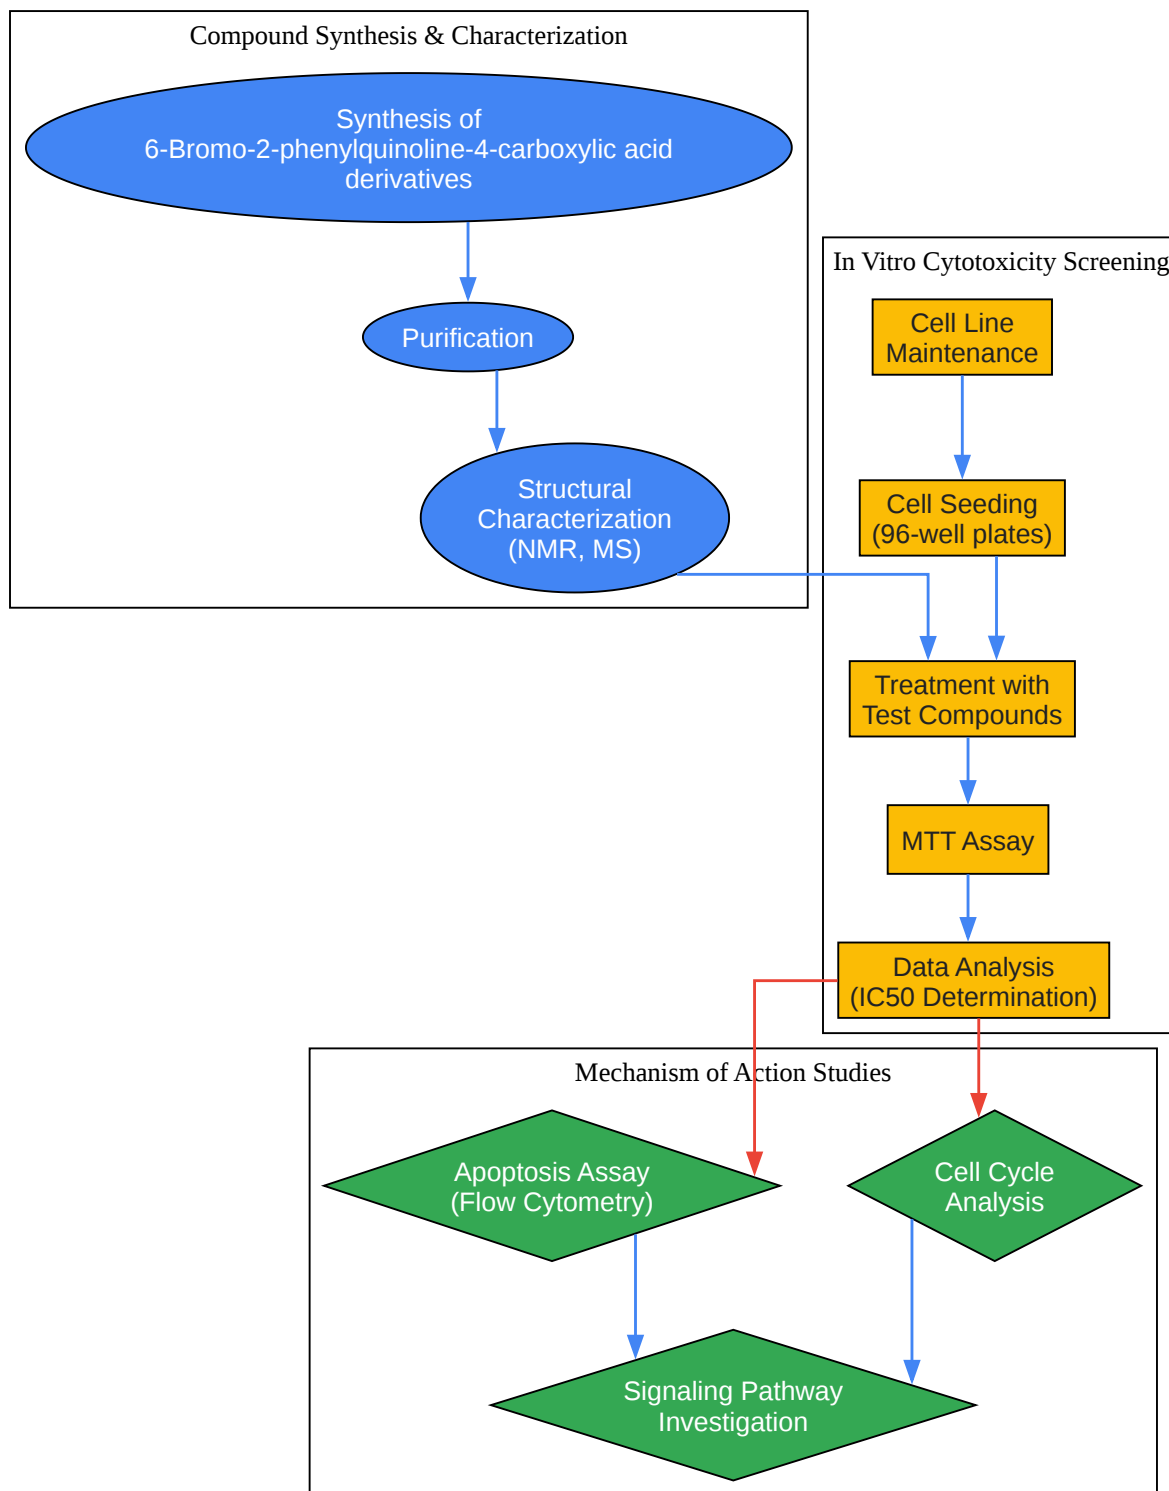 Compound Synthesis & Characterization
Synthesis of
6-Bromo-2-phenylquinoline-4-carboxylic acid
derivatives
Purification
Structural
Characterization
(NMR, MS)
In Vitro Cytotoxicity Screening
Cell Line
Maintenance
Cell Seeding
(96-well plates)
Treatment with
Test Compounds
MTT Assay
Data Analysis
(IC50 Determination)
Mechanism of Action Studies
Apoptosis Assay
(Flow Cytometry)
Cell Cycle
Analysis
Signaling Pathway
Investigation